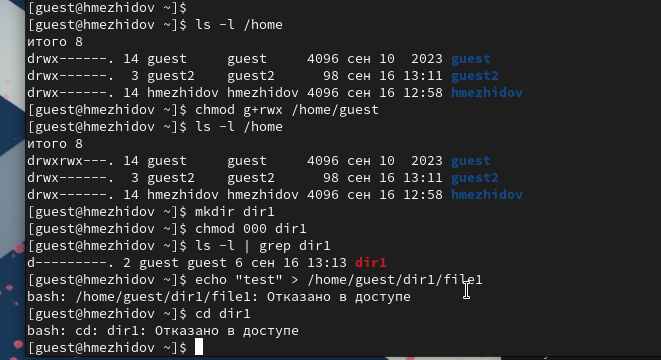 [guest@hmezhidov ~]$
[guest@hmezhidov ~]$ ls -l /home
итого 8
drwx------. 14 guest     guest     4096 сен 10  2023 guest
drwx------.  3 guest2    guest2      98 сен 16 13:11 guest2
drwx------. 14 hmezhidov hmezhidov 4096 сен 16 12:58 hmezhidov
[guest@hmezhidov ~]$ chmod g+rwx /home/guest
[guest@hmezhidov ~]$ ls -l /home
итого 8
drwxrwx---. 14 guest     guest     4096 сен 10  2023 guest
drwx------.  3 guest2    guest2      98 сен 16 13:11 guest2
drwx------. 14 hmezhidov hmezhidov 4096 сен 16 12:58 hmezhidov
[guest@hmezhidov ~]$ mkdir dir1
[guest@hmezhidov ~]$ chmod 000 dir1
[guest@hmezhidov ~]$ ls -l | grep dir1
d---------. 2 guest guest 6 сен 16 13:13 dir1
[guest@hmezhidov ~]$ echo "test" > /home/guest/dir1/file1
bash: /home/guest/dir1/file1: Отказано в доступе
[guest@hmezhidov ~]$ cd dir1
bash: cd: dir1: Отказано в доступе
[guest@hmezhidov ~]$